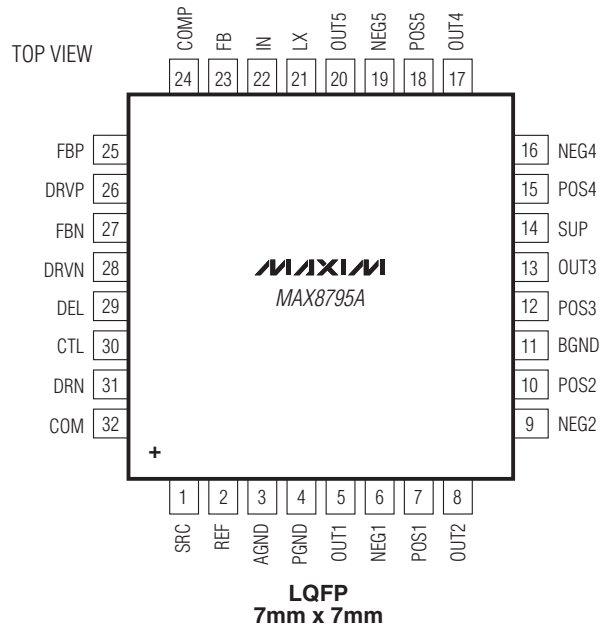 TOP VIEW
COMP FB IN LX OUT5 NEG5 POS5 OUT4
24 23 22 21 20 19 18 17
FBP 25
DRVP 26
FBN 27
DRVN 28
DEL 29
CTL 30
DRN 31
COM 32
MAXIM
MAX8795A
16 NEG4
15 POS4
14 SUP
13 OUT3
12 POS3
11 BGND
10 POS2
9 NEG2
+
1 2 3 4 5 6 7 8
SRC REF AGND PGND OUT1 NEG1 POS1 OUT2
LQFP
7mm x 7mm